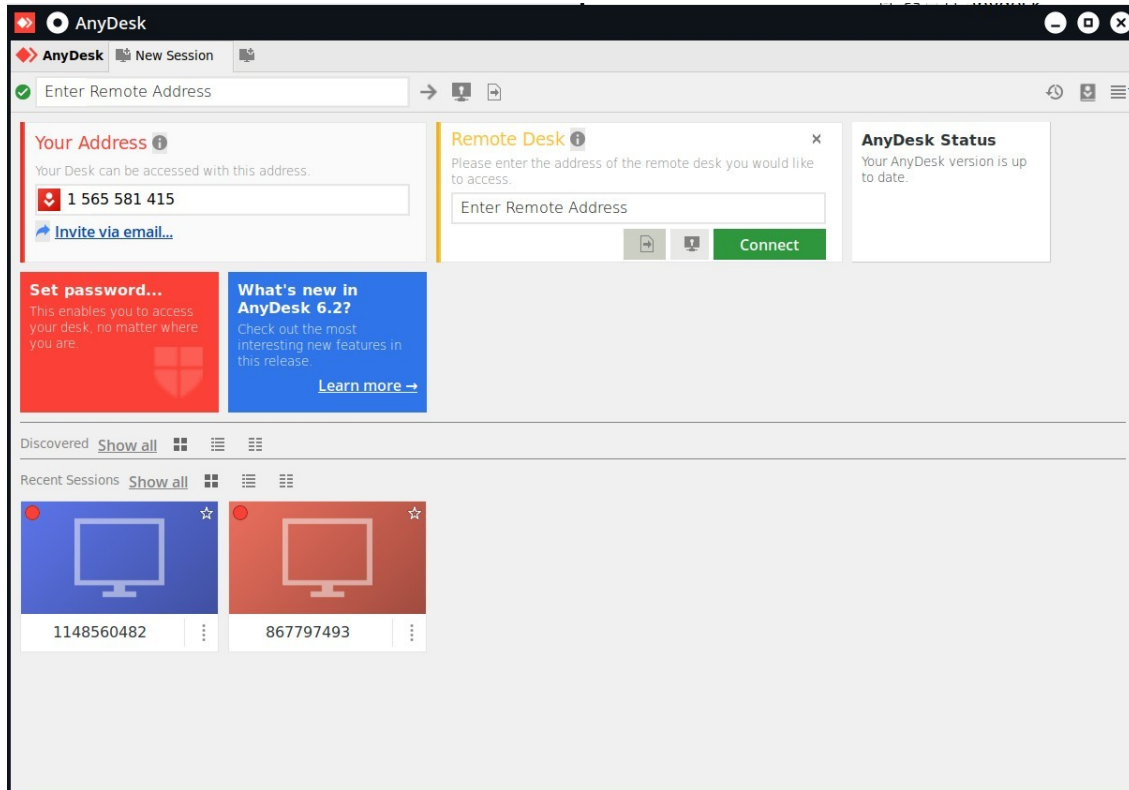 AnyDesk
AnyDesk New Session
Enter Remote Address
Your Address
Your Desk can be accessed with this address.
1 565 581 415
Invite via email...
Remote Desk
Please enter the address of the remote desk you would like
to access.
Enter Remote Address
Connect
AnyDesk Status
Your AnyDesk version is up
to date.
Set password...
This enables you to access
your desk, no matter where
you are.
What's new in
AnyDesk 6.2?
Check out the most
interesting new features in
this release.
Learn more →
Discovered Show all
Recent Sessions Show all
1148560482
867797493